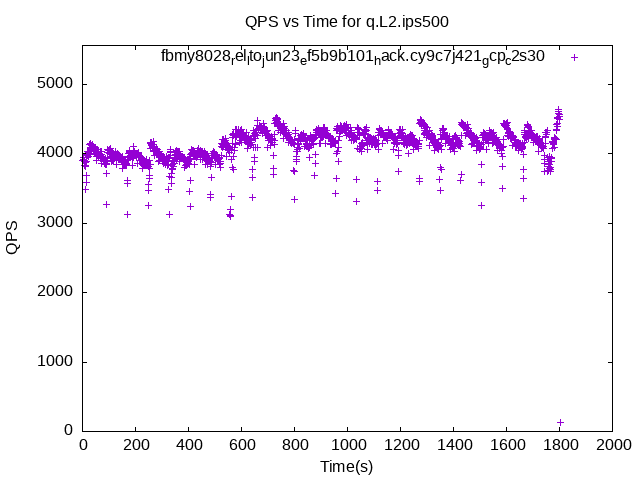 QPS vs Time for q.L2.ips500
fbmy8028relltojun23ef5b9b101hack.cy9c7j421gcpc2s30
5000
4000
3000
2000
1000
0
QPS
0 200 400 600 800 1000 1200 1400 1600 1800 2000
Time(s)